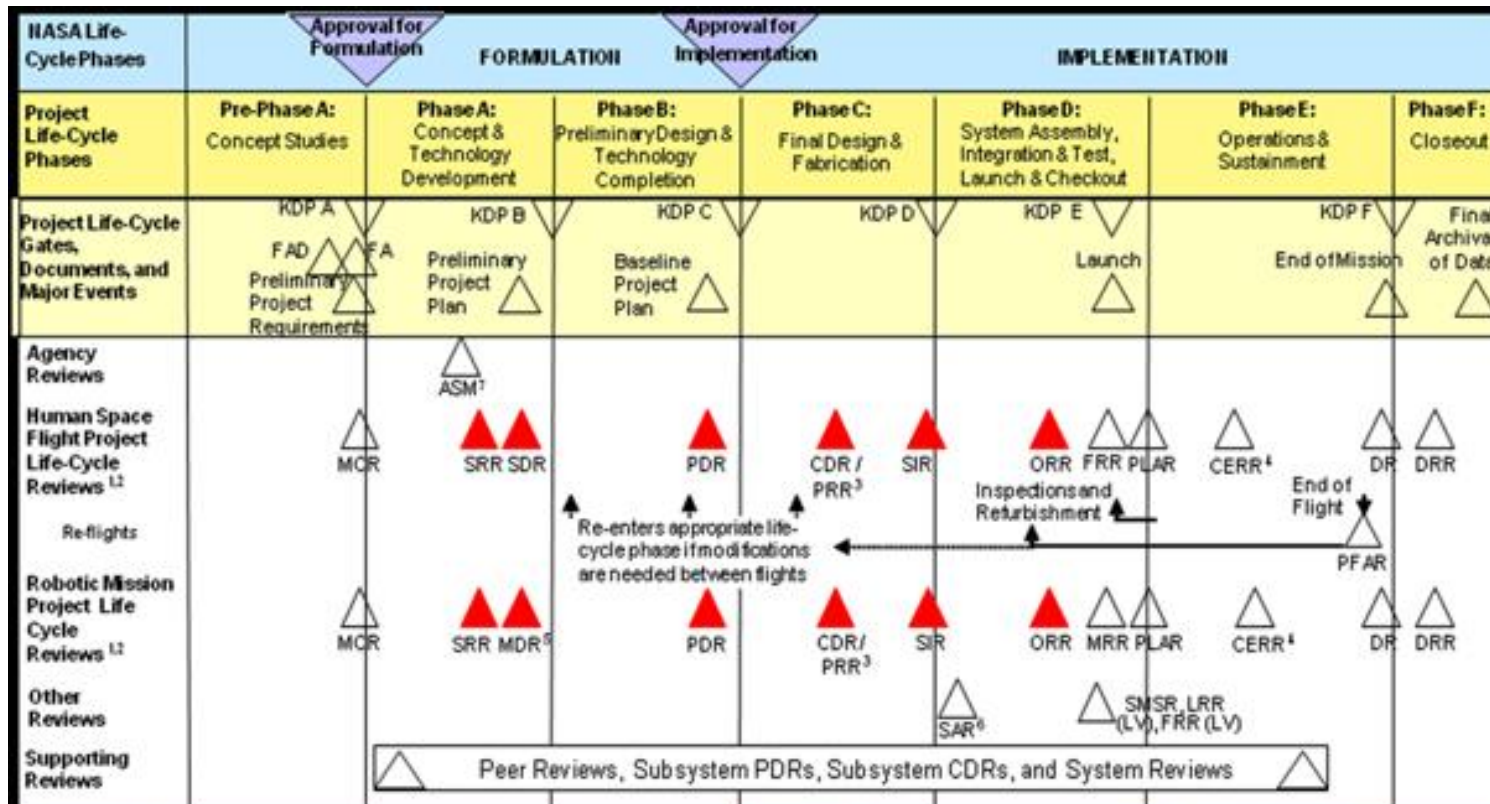 NASA Life-
Cycle Phases
Approval for
Formulation
FORMULATION
Approval for
Implementation
IMPLEMENTATION
Project
Life-Cycle
Phases
Pre-Phase A:
Concept Studies
Phase A:
Concept &
Technology
Development
Phase B:
Preliminary Design &
Technology
Completion
Phase C:
Final Design &
Fabrication
Phase D:
System Assembly,
Integration & Test,
Launch & Checkout
Phase E:
Operations &
Sustainment
Phase F:
Closeout
Project Life-Cycle
Gates,
Documents, and
Major Events
KDP A
KDP B
KDP C
KDP D
KDP E
KDP F
FAD
FA
Preliminary
Project
Requirements
Preliminary
Project
Plan
Baseline
Project
Plan
Launch
End of Mission
Fina
Archiva
of Data
Agency
Reviews
ASM⁷
Human Space
Flight Project
Life-Cycle
Reviews ¹,²
MCR
SRR SDR
PDR
CDR /
PRR³
SIR
ORR FRR PLAR
CERR⁴
DR DRR
Re-flights
Re-enters appropriate life-
cycle phase if modifications
are needed between flights
Inspections and
Refurbishment
End of
Flight
PFAR
Robotic Mission
Project Life
Cycle
Reviews ¹,²
MCR
SRR MDR⁵
PDR
CDR/
PRR³
SIR
ORR MRR PLAR
CERR⁴
DR DRR
Other
Reviews
SAR⁶
SMSR, LRR
(LV), FRR (LV)
Supporting
Reviews
Peer Reviews, Subsystem PDRs, Subsystem CDRs, and System Reviews